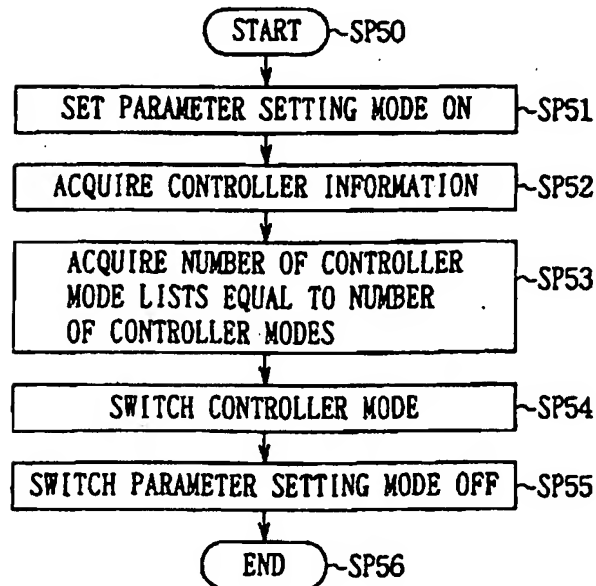 START ~SP50
SET PARAMETER SETTING MODE ON ~SP51
ACQUIRE CONTROLLER INFORMATION ~SP52
ACQUIRE NUMBER OF CONTROLLER ~SP53
MODE LISTS EQUAL TO NUMBER
OF CONTROLLER MODES
SWITCH CONTROLLER MODE ~SP54
SWITCH PARAMETER SETTING MODE OFF ~SP55
END ~SP56